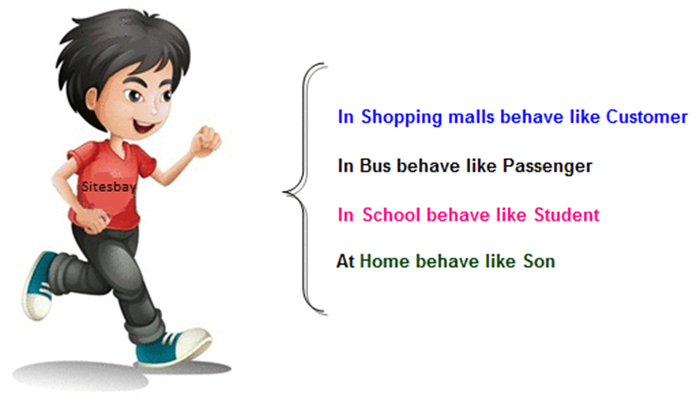 Sitesbay
In Shopping malls behave like Customer
In Bus behave like Passenger
In School behave like Student
At Home behave like Son